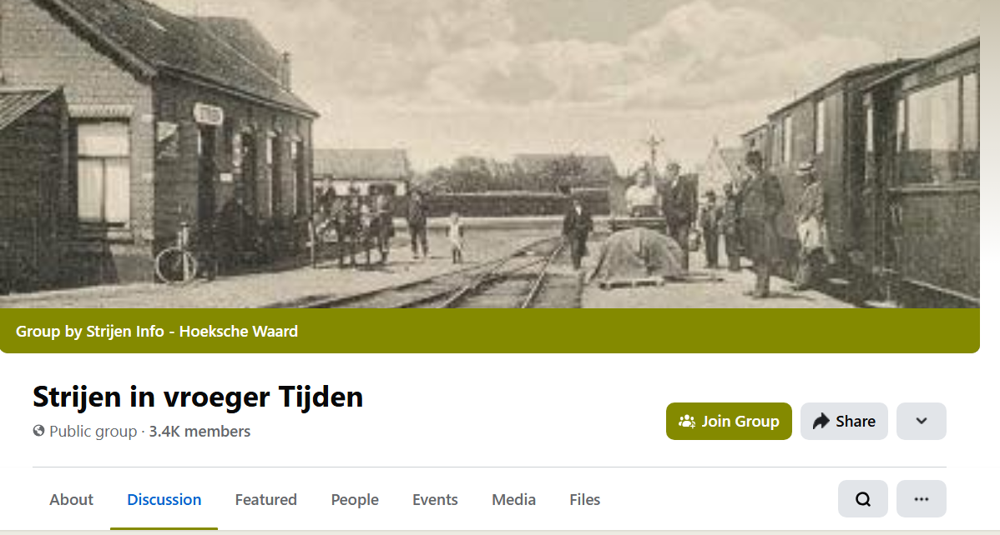 STRIJEN
Group by Strijen Info - Hoeksche Waard
Strijen in vroeger Tijden
Public group · 3.4K members
Join Group
Share
About Discussion Featured People Events Media Files